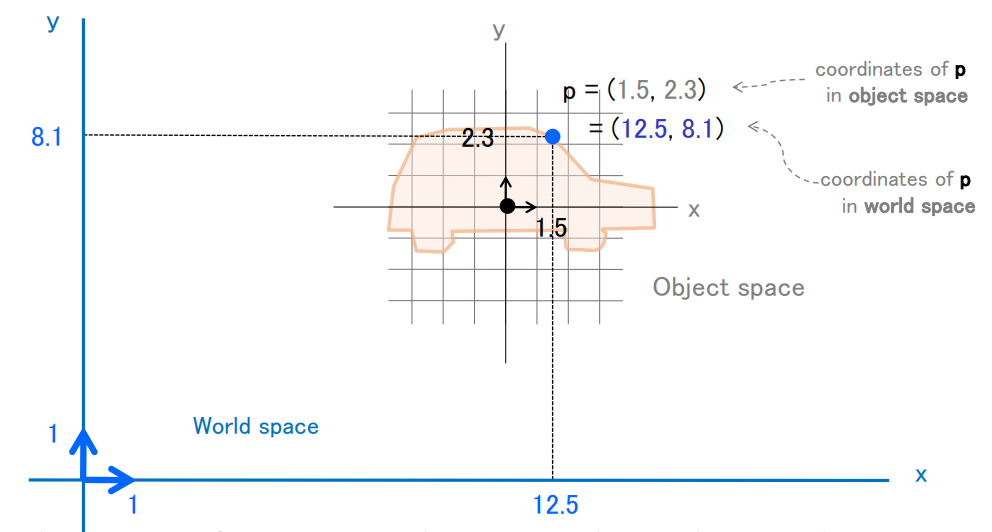 y
y
coordinates of p
p = (1.5, 2.3)
in object space
= (12.5, 8.1)
8.1
2.3
coordinates of p
in world space
x
1.5
Object space
World space
1
x
1
12.5